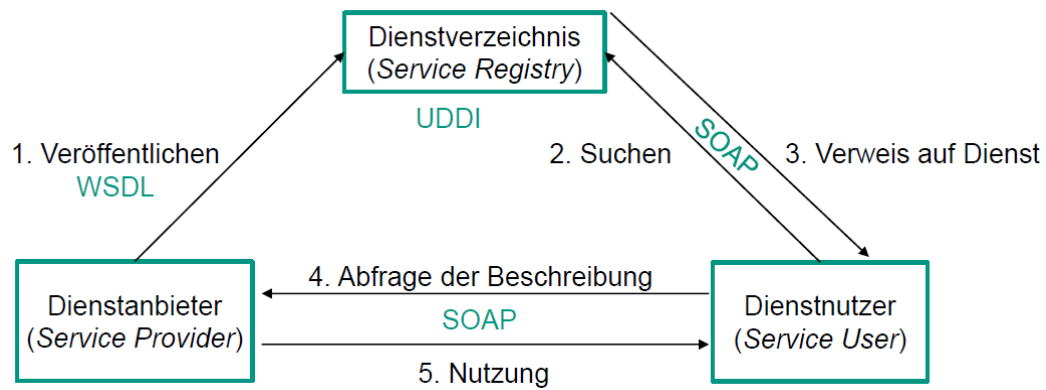 Dienstverzeichnis
(Service Registry)
UDDI
1. Veröffentlichen
WSDL
2. Suchen
SOAP
3. Verweis auf Dienst
4. Abfrage der Beschreibung
Dienstanbieter
(Service Provider)
SOAP
Dienstnutzer
(Service User)
5. Nutzung